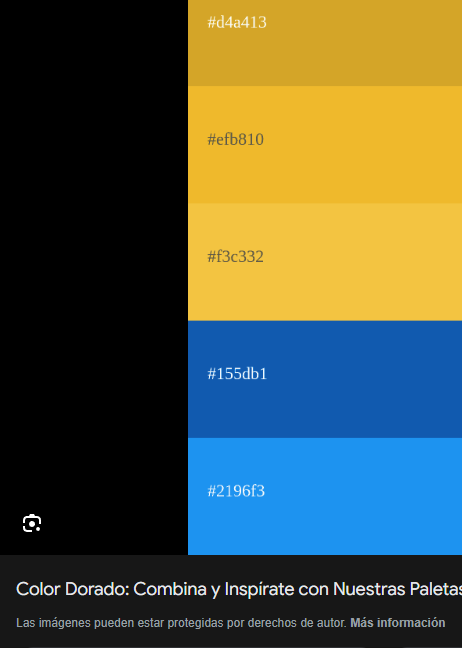 #d4a413
#efb810
#f3c332
#155db1
#2196f3
Color Dorado: Combina y Inspírate con Nuestras Paletas
Las imágenes pueden estar protegidas por derechos de autor. Más información